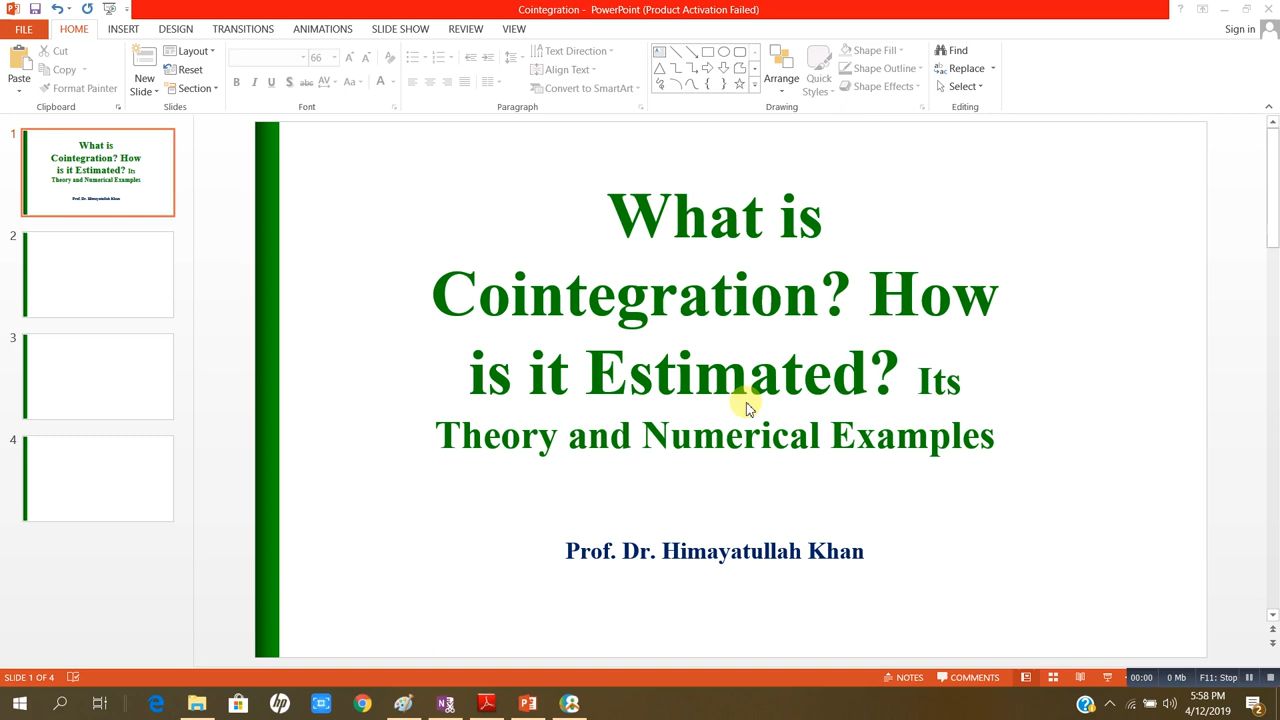 Cointegration - PowerPoint (Product Activation Failed)
FILE HOME INSERT DESIGN TRANSITIONS ANIMATIONS SLIDE SHOW REVIEW VIEW Sign in
Paste Cut Copy Format Painter
Clipboard
New Slide Layout Reset Section
Slides
66
Font
Text Direction Align Text Convert to SmartArt
Paragraph
Arrange Quick Styles Shape Fill Shape Outline Shape Effects
Drawing
Find Replace Select
Editing
1
What is
Cointegration? How
is it Estimated? Its
Theory and Numerical Examples
Prof. Dr. Himayatullah Khan
2
3
4
What is
Cointegration? How
is it Estimated? Its
Theory and Numerical Examples
Prof. Dr. Himayatullah Khan
SLIDE 1 OF 4 NOTES COMMENTS 00:00 0 Mb F11: Stop
5:58 PM
4/12/2019